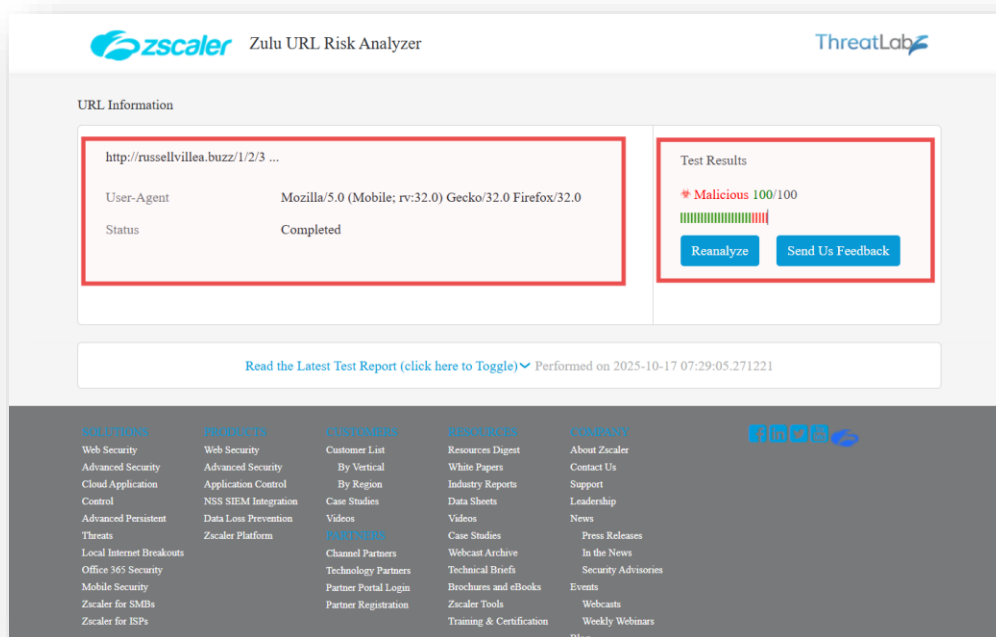 zscaler Zulu URL Risk Analyzer
ThreatLabZ
URL Information
http://russellvillea.buzz/1/2/3 ...
User-Agent Mozilla/5.0 (Mobile; rv:32.0) Gecko/32.0 Firefox/32.0
Status Completed
Test Results
Malicious 100/100
Reanalyze Send Us Feedback
Read the Latest Test Report (click here to Toggle) Performed on 2025-10-17 07:29:05.271221
SOLUTIONS
Web Security
Advanced Security
Cloud Application
Control
Advanced Persistent
Threats
Local Internet Breakouts
Office 365 Security
Mobile Security
Zscaler for SMBs
Zscaler for ISPs
PRODUCTS
Web Security
Advanced Security
Application Control
NSS SIEM Integration
Data Loss Prevention
Zscaler Platform
CUSTOMERS
Customer List
By Vertical
By Region
Case Studies
Videos
PARTNERS
Channel Partners
Technology Partners
Partner Portal Login
Partner Registration
RESOURCES
Resources Digest
White Papers
Industry Reports
Data Sheets
Videos
Case Studies
Webcast Archive
Technical Briefs
Brochures and eBooks
Zscaler Tools
Training & Certification
COMPANY
About Zscaler
Contact Us
Support
Leadership
News
Press Releases
In the News
Security Advisories
Events
Webcasts
Weekly Webinars
Blog